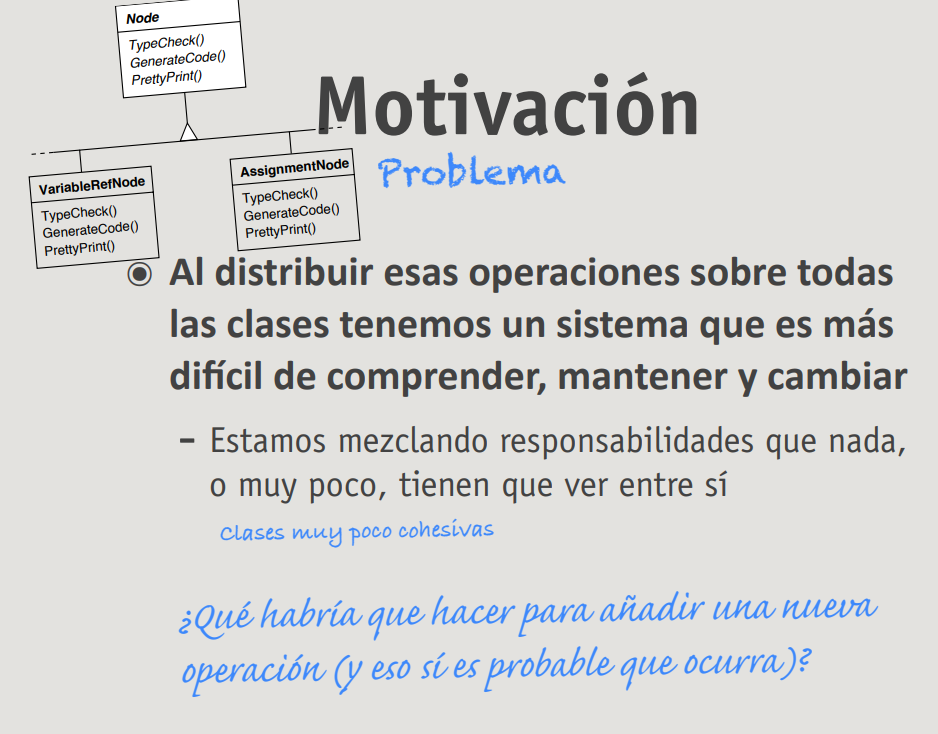 Node
TypeCheck()
GenerateCode()
PrettyPrint()
Motivación
Problema
VariableRefNode
TypeCheck()
GenerateCode()
PrettyPrint()
AssignmentNode
TypeCheck()
GenerateCode()
PrettyPrint()
Al distribuir esas operaciones sobre todas
las clases tenemos un sistema que es más
difícil de comprender, mantener y cambiar
– Estamos mezclando responsabilidades que nada,
o muy poco, tienen que ver entre sí
Clases muy poco cohesivas
¿Qué habría que hacer para añadir una nueva
operación (y eso sí es probable que ocurra)?